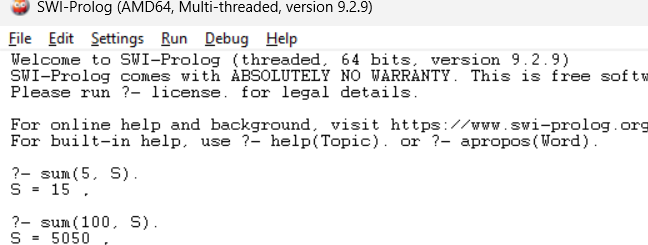 SWI-Prolog (AMD64, Multi-threaded, version 9.2.9)
File Edit Settings Run Debug Help
Welcome to SWI-Prolog (threaded, 64 bits, version 9.2.9)
SWI-Prolog comes with ABSOLUTELY NO WARRANTY. This is free softw
Please run ?- license. for legal details.
For online help and background, visit https://www.swi-prolog.org
For built-in help, use ?- help(Topic). or ?- apropos(Word).
?- sum(5, S).
S = 15 ,
?- sum(100, S).
S = 5050 ,